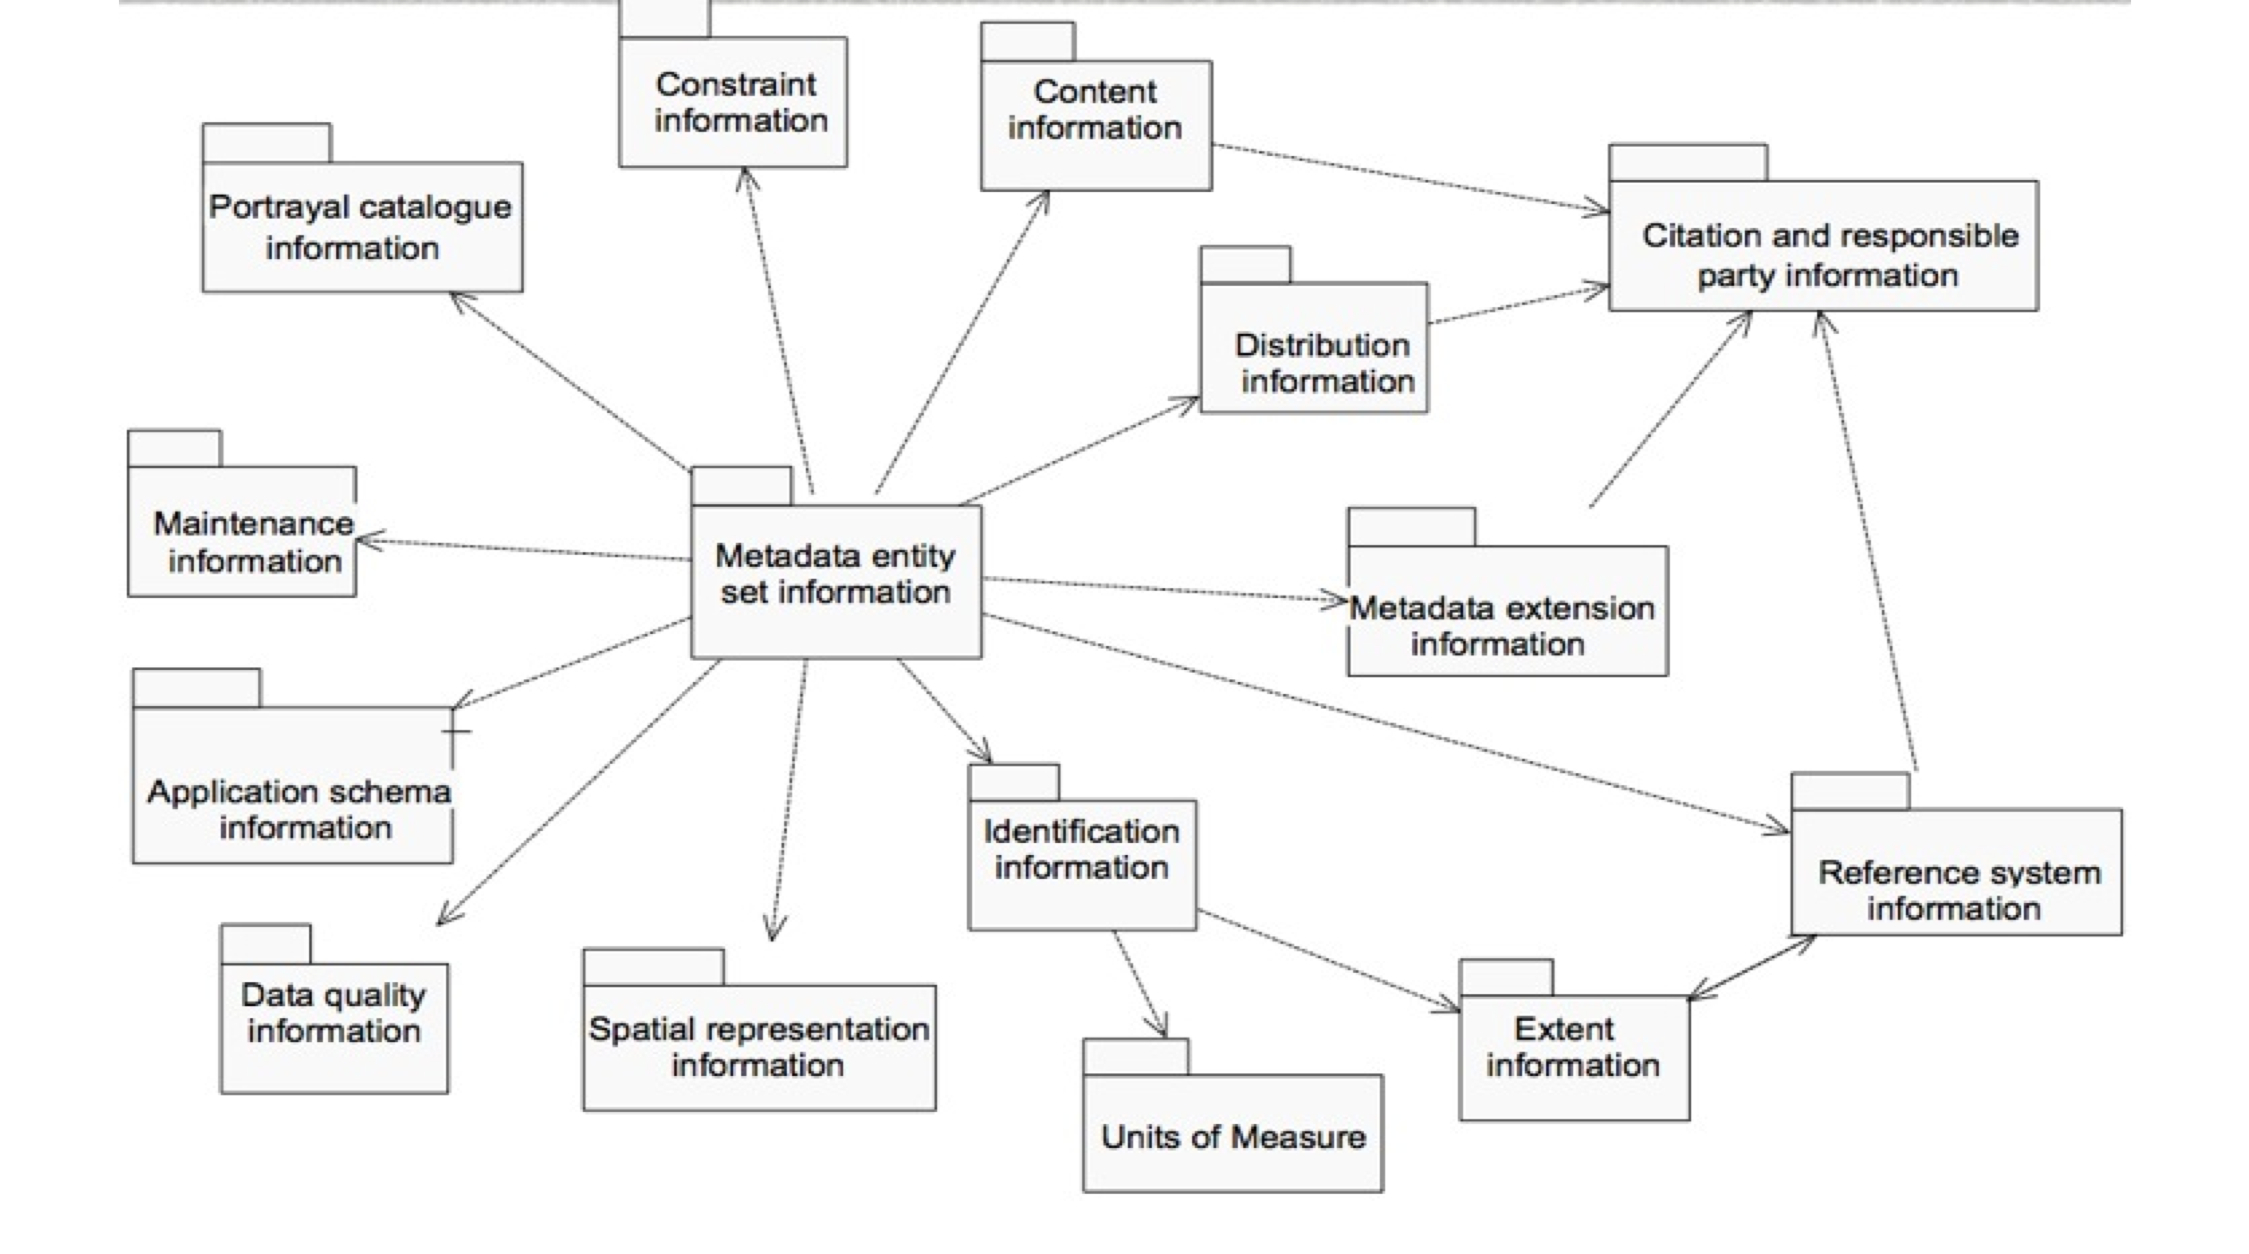 Constraint
information
Content
information
Portrayal catalogue
information
Citation and responsible
party information
Distribution
information
Maintenance
information
Metadata entity
set information
Metadata extension
information
Application schema
information
Identification
information
Reference system
information
Data quality
information
Spatial representation
information
Extent
information
Units of Measure